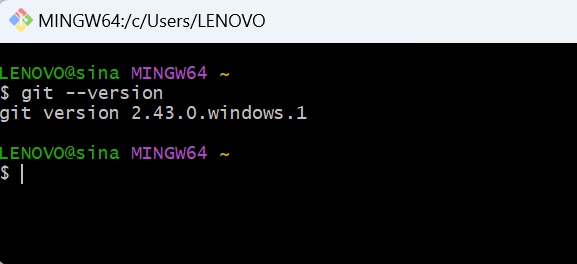 MINGW64:/c/Users/LENOVO
LENOVO@sina MINGW64 ~
$ git --version
git version 2.43.0.windows.1
LENOVO@sina MINGW64 ~
$